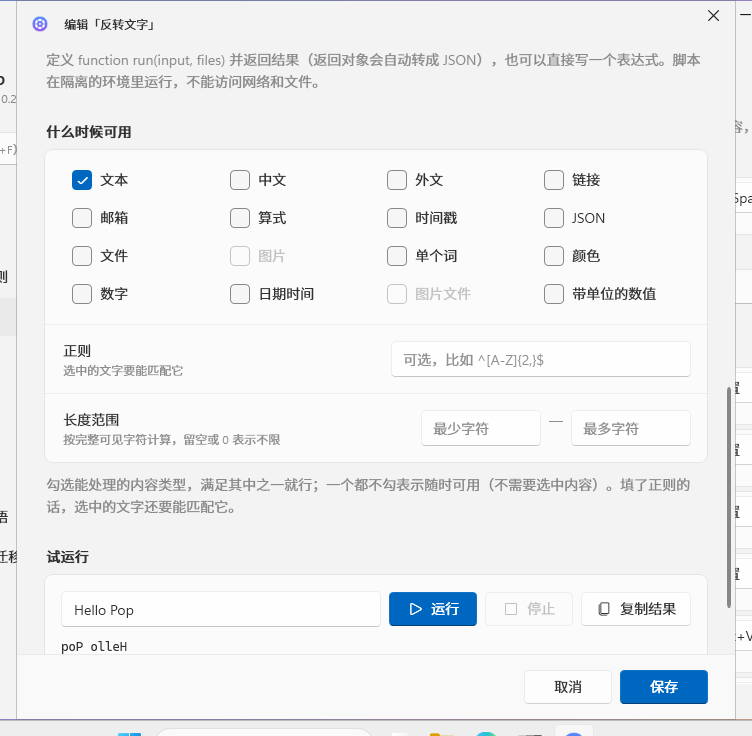 编辑「反转文字」
定义 function run(input, files) 并返回结果（返回对象会自动转成 JSON），也可以直接写一个表达式。脚本
在隔离的环境里运行，不能访问网络和文件。
0.2
什么时候可用
+F)
文本 中文 外文 链接
邮箱 算式 时间戳 JSON
文件 图片 单个词 颜色
数字 日期时间 图片文件 带单位的数值
正则
选中的文字要能匹配它
可选，比如 ^[A-Z]{2,}$
长度范围
按完整可见字符计算，留空或 0 表示不限
最少字符 — 最多字符
勾选能处理的内容类型，满足其中之一就行；一个都不勾表示随时可用（不需要选中内容）。填了正则的
话，选中的文字还要能匹配它。
试运行
Hello Pop 运行 停止 复制结果
poP olleH
取消 保存